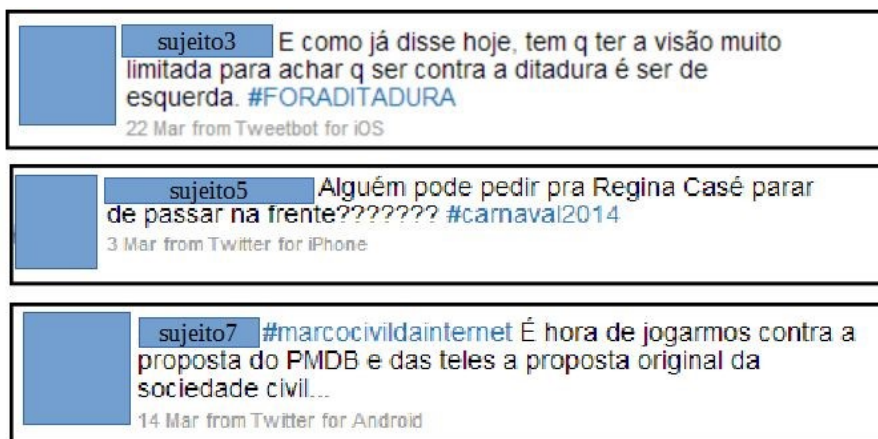 sujeito3 E como já disse hoje, tem q ter a visão muito
limitada para achar q ser contra a ditadura é ser de
esquerda. #FORADITADURA
22 Mar from Tweetbot for iOS
sujeito5 Alguém pode pedir pra Regina Casé parar
de passar na frente??????? #carnaval2014
3 Mar from Twitter for iPhone
sujeito7 #marcocivildainternet É hora de jogarmos contra a
proposta do PMDB e das teles a proposta original da
sociedade civil...
14 Mar from Twitter for Android